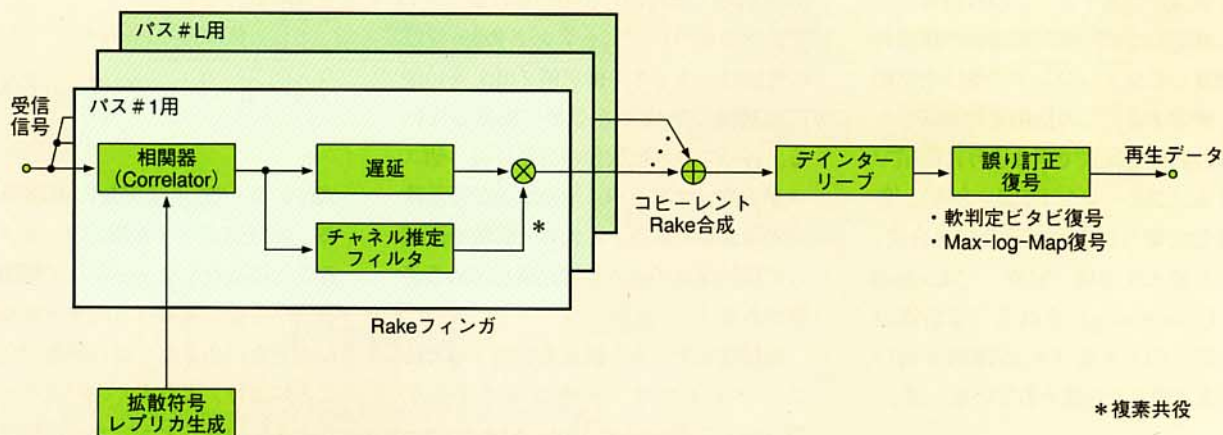 パス＃L用
パス＃1用
受信
信号
相関器
（Correlator）
遅延
チャネル推定
フィルタ
*
Rakeフィンガ
拡散符号
レプリカ生成
コヒーレント
Rake合成
デインター
リーブ
誤り訂正
復号
再生データ
・軟判定ビタビ復号
・Max-log-Map復号
*複素共役